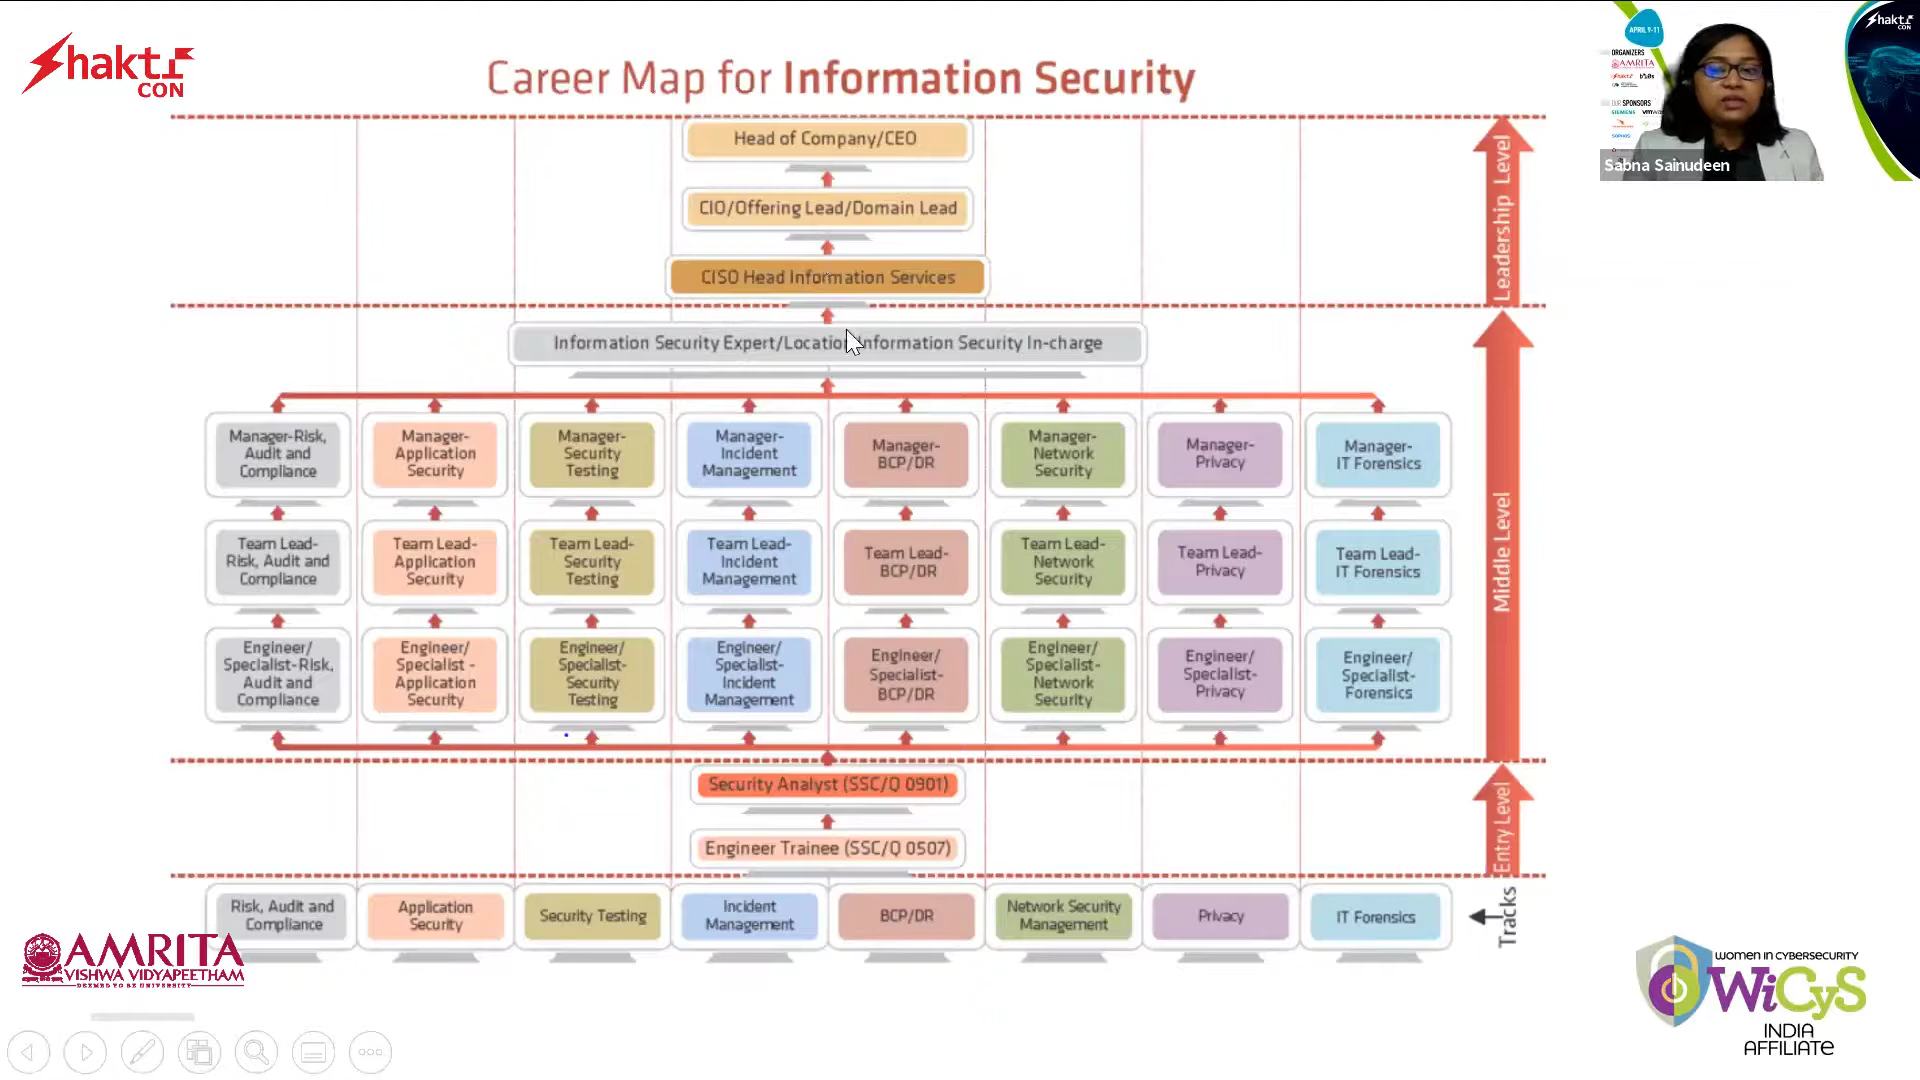 Shakti
CON
Career Map for Information Security
Head of Company/CEO
CIO/Offering Lead/Domain Lead
CISO Head Information Services
Information Security Expert/Location Information Security In-charge
Manager-Risk,
Audit and
Compliance
Manager-
Application
Security
Manager-
Security
Testing
Manager-
Incident
Management
Manager-
BCP/DR
Manager-
Network
Security
Manager-
Privacy
Manager-
IT Forensics
Team Lead-
Risk, Audit and
Compliance
Team Lead-
Application
Security
Team Lead-
Security
Testing
Team Lead-
Incident
Management
Team Lead-
BCP/DR
Team Lead-
Network
Security
Team Lead-
Privacy
Team Lead-
IT Forensics
Engineer/
Specialist-Risk,
Audit and
Compliance
Engineer/
Specialist -
Application
Security
Engineer/
Specialist-
Security
Testing
Engineer/
Specialist-
Incident
Management
Engineer/
Specialist-
BCP/DR
Engineer/
Specialist-
Network
Security
Engineer/
Specialist-
Privacy
Engineer/
Specialist-
Forensics
Security Analyst (SSC/Q 0901)
Engineer Trainee (SSC/Q 0507)
Risk, Audit and
Compliance
Application
Security
Security Testing
Incident
Management
BCP/DR
Network Security
Management
Privacy
IT Forensics
Leadership Level
Middle Level
Entry Level
Tracks
APRIL 9-11
ORGANIZERS
AMRITA
Shakti
OUR SPONSORS
SIEMENS
SOPHOS
Shakti
CON
Sabna Sainudeen
AMRITA
VISHWA VIDYAPEETHAM
DEEMED TO BE UNIVERSITY
WOMEN IN CYBERSECURITY
WiCyS
INDIA
AFFILIATE